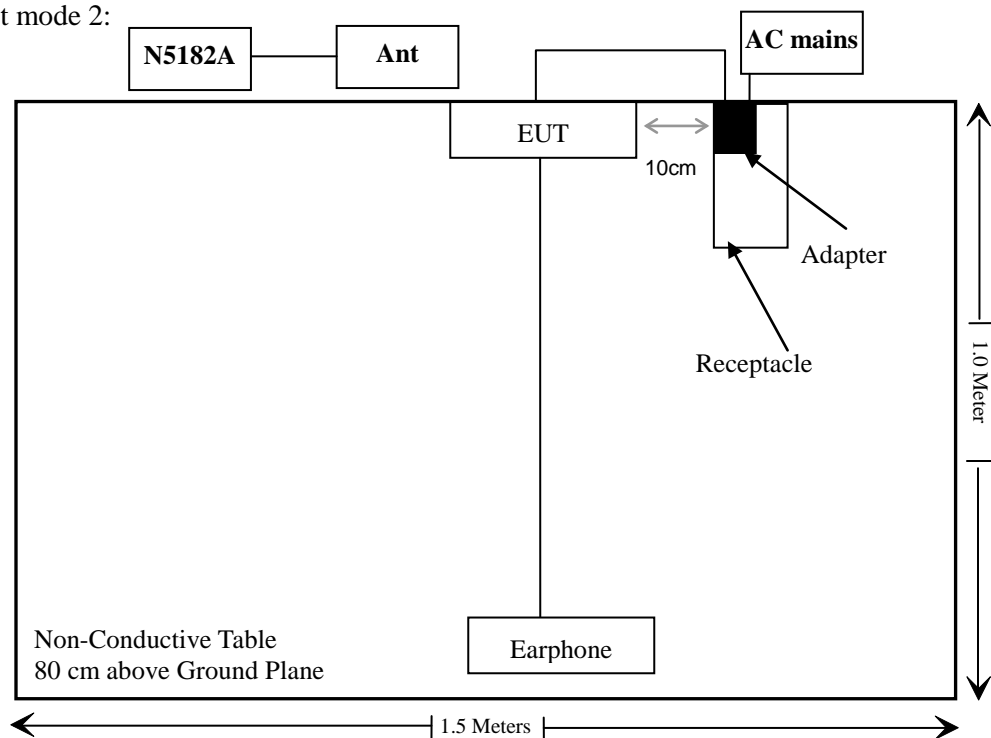 t mode 2:
N5182A
Ant
AC mains
EUT
10cm
Adapter
Receptacle
1.0 Meter
Earphone
Non-Conductive Table
80 cm above Ground Plane
1.5 Meters